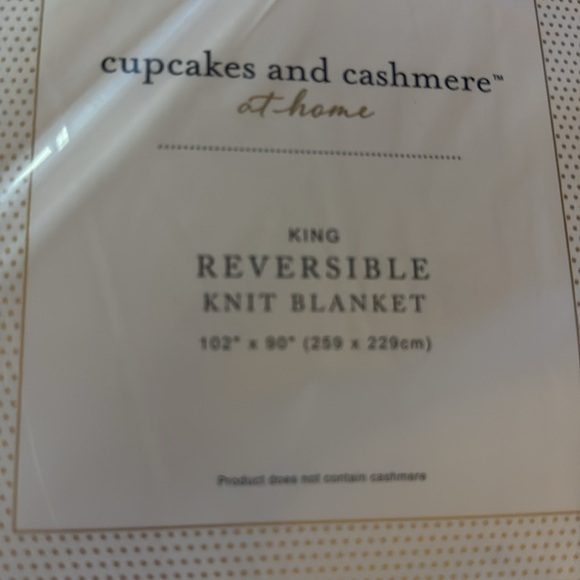 cupcakes and cashmere™
at home
KING
REVERSIBLE
KNIT BLANKET
102" x 90" (259 x 229cm)
Product does not contain cashmere